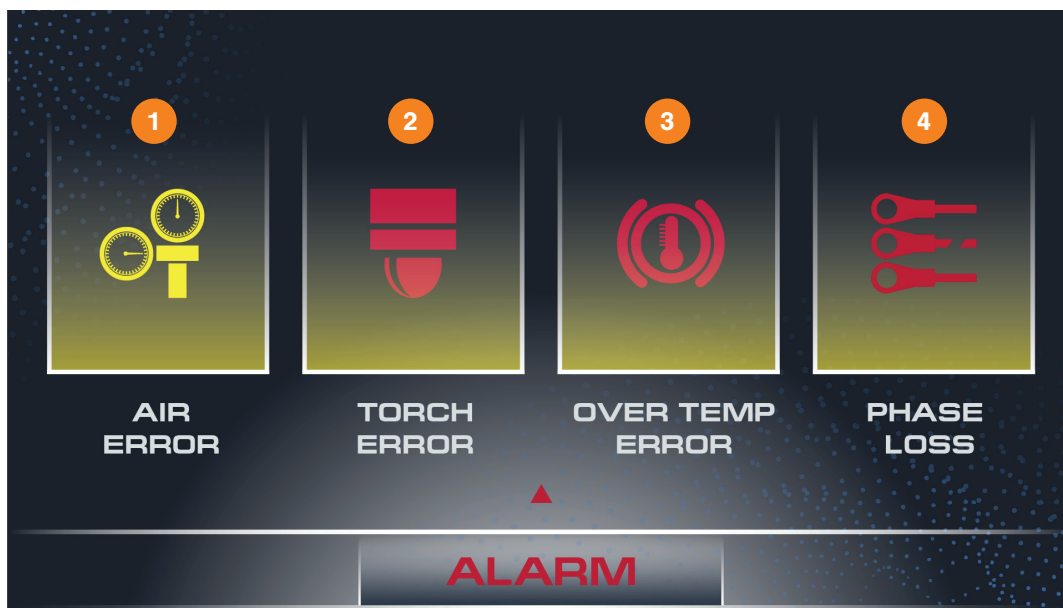 1
2
3
4
AIR
ERROR
TORCH
ERROR
OVER TEMP
ERROR
PHASE
LOSS
ALARM